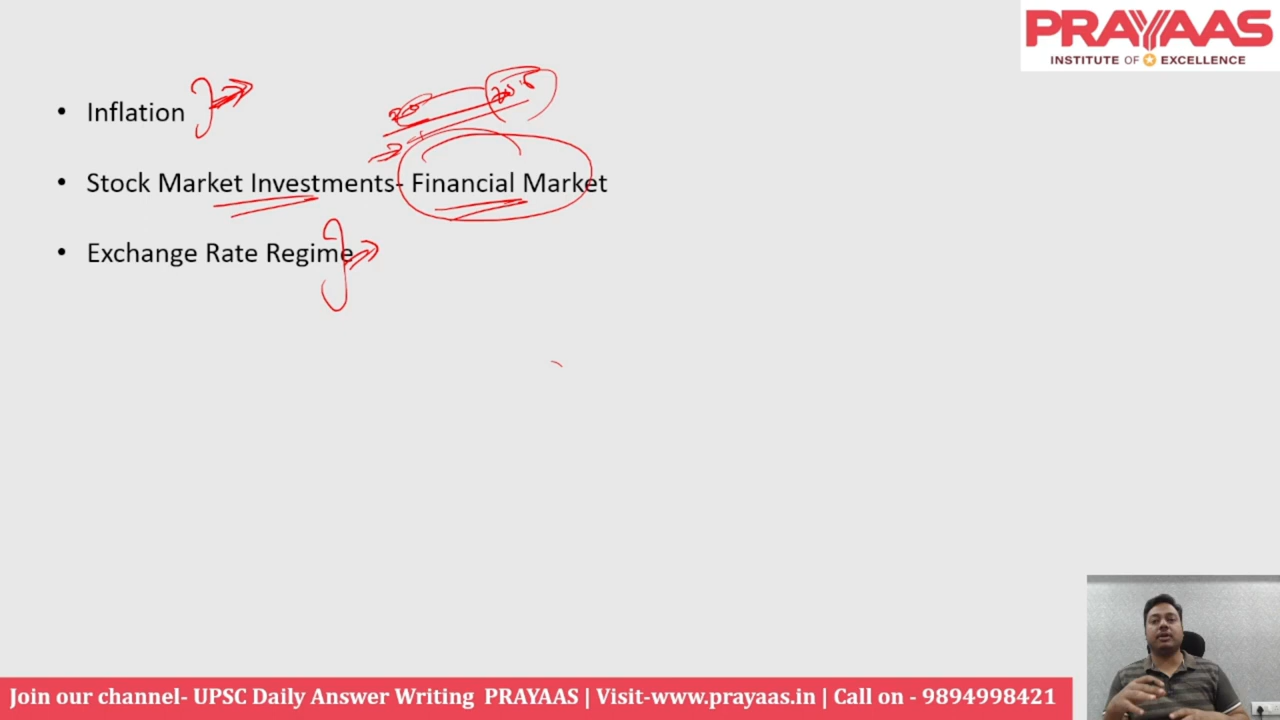 PRAYAAS
INSTITUTE OF EXCELLENCE
• Inflation
• Stock Market Investments- Financial Market
• Exchange Rate Regime
Join our channel- UPSC Daily Answer Writing PRAYAAS | Visit-www.prayaas.in | Call on - 9894998421